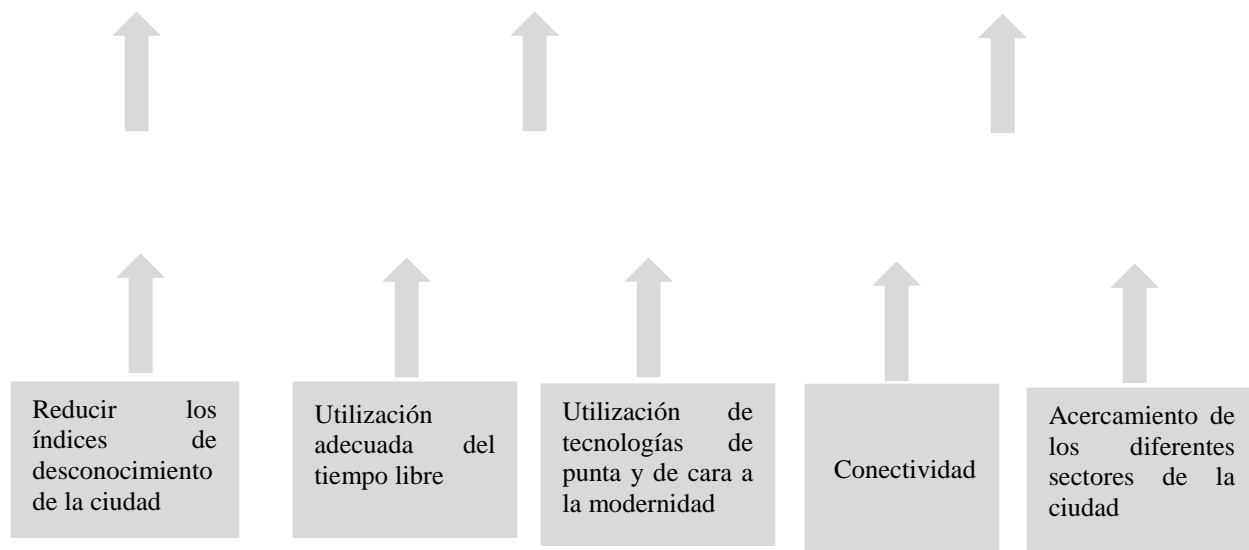 Reducir los
índices de
desconocimiento
de la ciudad
Utilización
adecuada del
tiempo libre
Utilización de
tecnologías de
punta y de cara a
la modernidad
Conectividad
Acercamiento de
los diferentes
sectores de la
ciudad